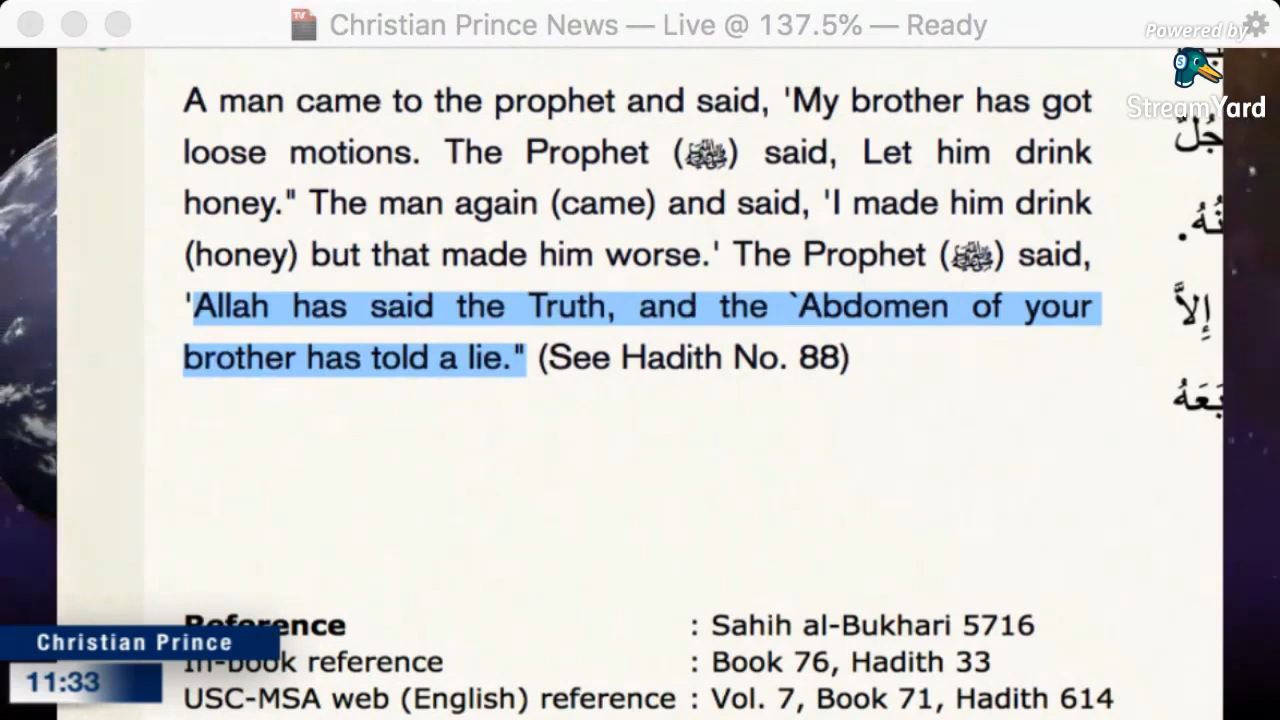 Christian Prince News — Live @ 137.5% — Ready
Powered by
StreamYard
A man came to the prophet and said, 'My brother has got
loose motions. The Prophet (ﷺ) said, Let him drink
honey." The man again (came) and said, 'I made him drink
(honey) but that made him worse.' The Prophet (ﷺ) said,
'Allah has said the Truth, and the `Abdomen of your
brother has told a lie." (See Hadith No. 88)
جُلٌ
إِلاَّ
Reference : Sahih al-Bukhari 5716
In-book reference : Book 76, Hadith 33
USC-MSA web (English) reference : Vol. 7, Book 71, Hadith 614
Christian Prince
11:33